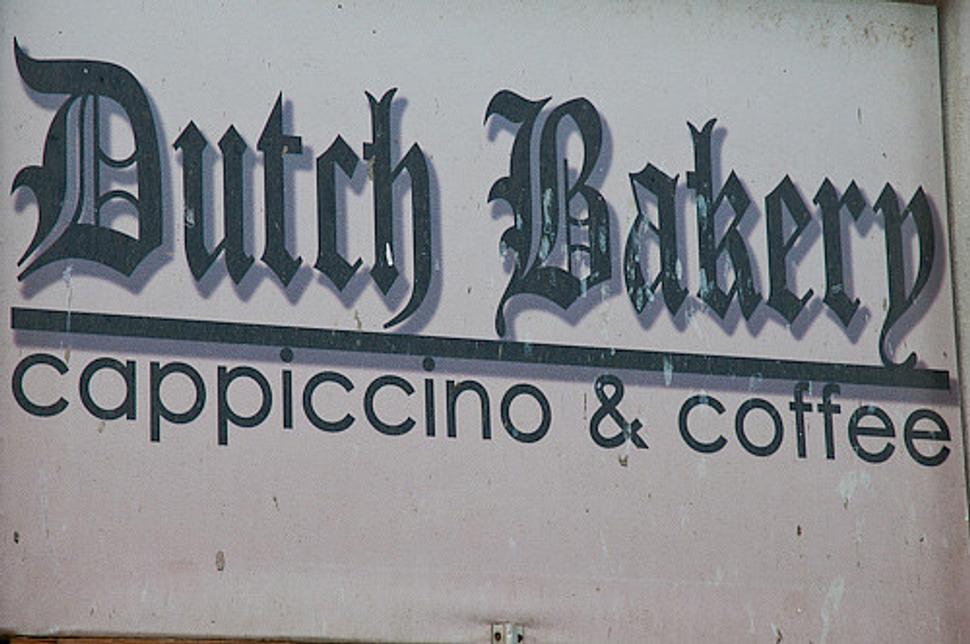 Dutch Bakery
cappiccino & coffee